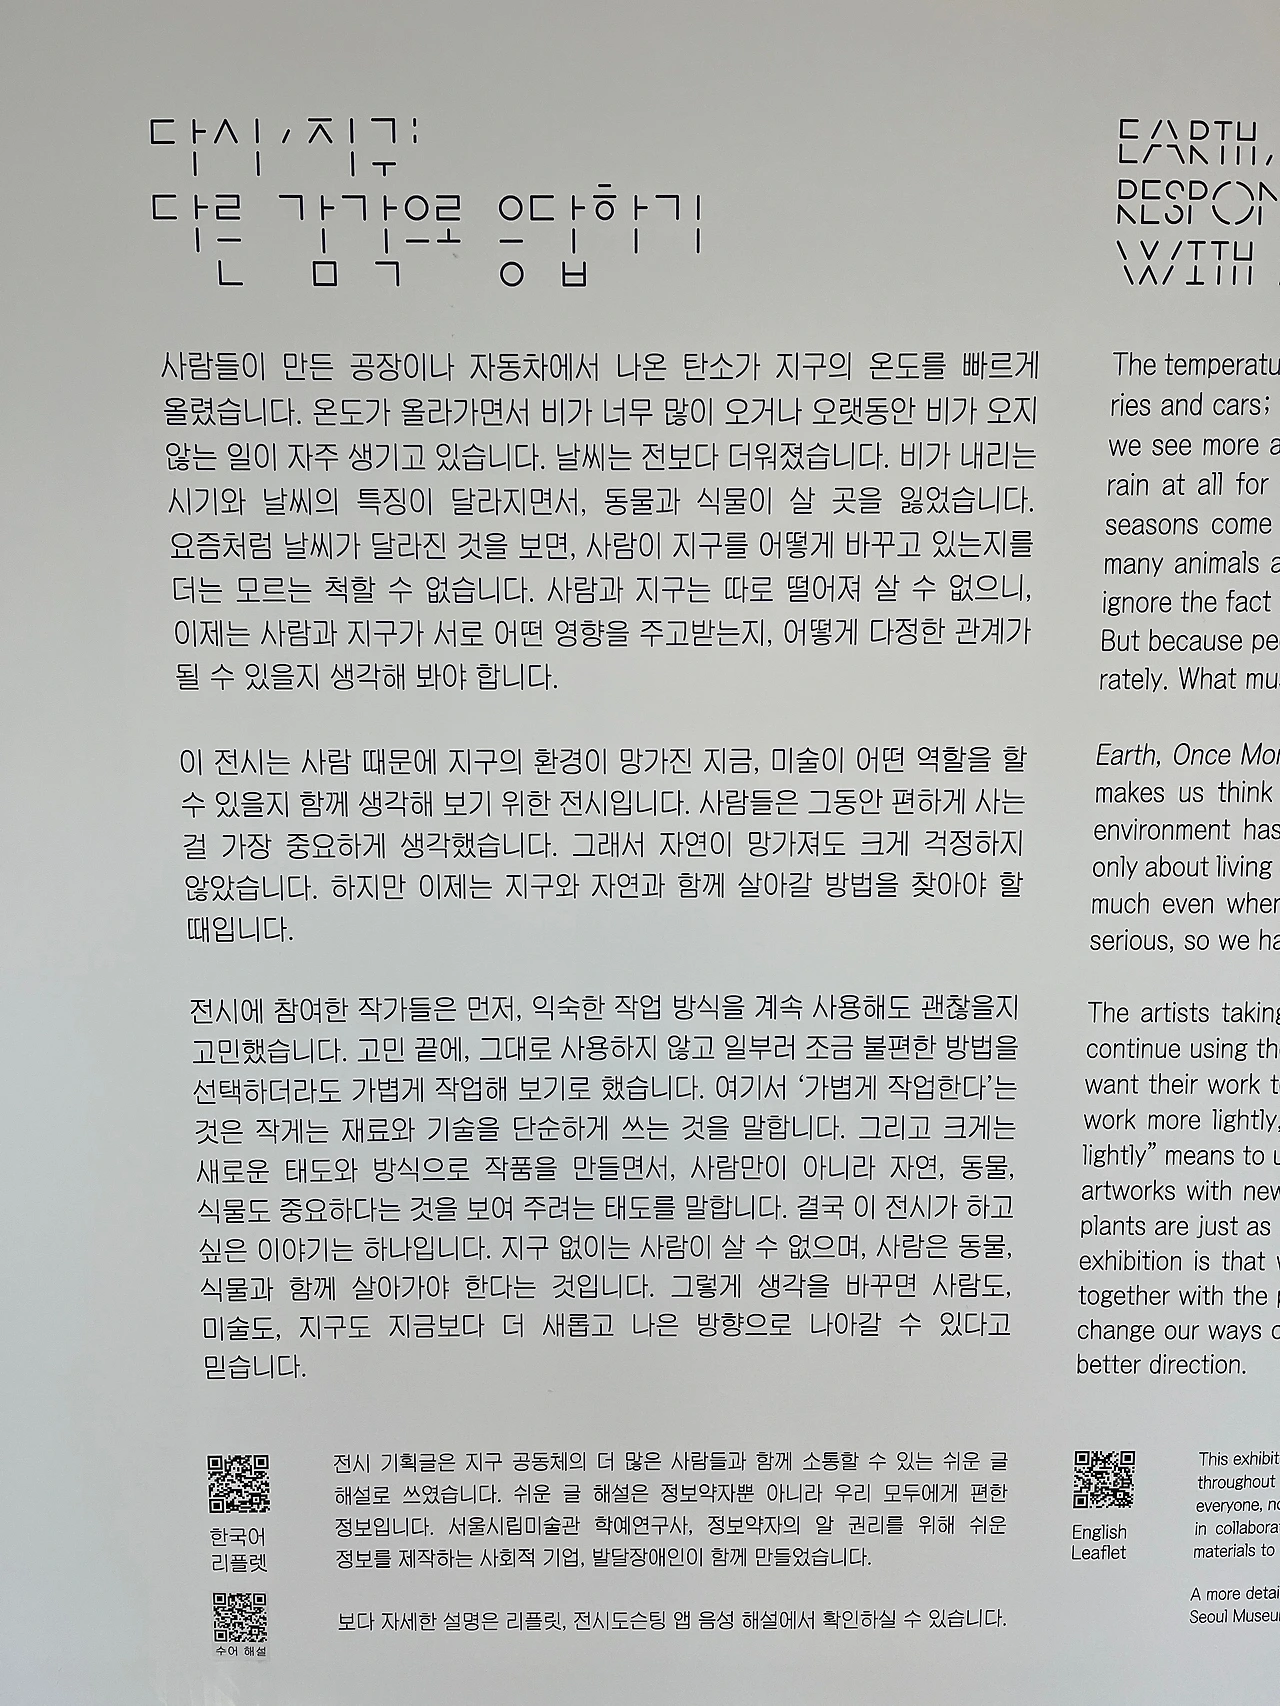 다시, 지구:
다른 감각으로 응답하기
사람들이 만든 공장이나 자동차에서 나온 탄소가 지구의 온도를 빠르게
올렸습니다. 온도가 올라가면서 비가 너무 많이 오거나 오랫동안 비가 오지
않는 일이 자주 생기고 있습니다. 날씨는 전보다 더워졌습니다. 비가 내리는
시기와 날씨의 특징이 달라지면서, 동물과 식물이 살 곳을 잃었습니다.
요즘처럼 날씨가 달라진 것을 보면, 사람이 지구를 어떻게 바꾸고 있는지를
더는 모르는 척할 수 없습니다. 사람과 지구는 따로 떨어져 살 수 없으니,
이제는 사람과 지구가 서로 어떤 영향을 주고받는지, 어떻게 다정한 관계가
될 수 있을지 생각해 봐야 합니다.
이 전시는 사람 때문에 지구의 환경이 망가진 지금, 미술이 어떤 역할을 할
수 있을지 함께 생각해 보기 위한 전시입니다. 사람들은 그동안 편하게 사는
걸 가장 중요하게 생각했습니다. 그래서 자연이 망가져도 크게 걱정하지
않았습니다. 하지만 이제는 지구와 자연과 함께 살아갈 방법을 찾아야 할
때입니다.
전시에 참여한 작가들은 먼저, 익숙한 작업 방식을 계속 사용해도 괜찮을지
고민했습니다. 고민 끝에, 그대로 사용하지 않고 일부러 조금 불편한 방법을
선택하더라도 가볍게 작업해 보기로 했습니다. 여기서 ‘가볍게 작업한다’는
것은 작게는 재료와 기술을 단순하게 쓰는 것을 말합니다. 그리고 크게는
새로운 태도와 방식으로 작품을 만들면서, 사람만이 아니라 자연, 동물,
식물도 중요하다는 것을 보여 주려는 태도를 말합니다. 결국 이 전시가 하고
싶은 이야기는 하나입니다. 지구 없이는 사람이 살 수 없으며, 사람은 동물,
식물과 함께 살아가야 한다는 것입니다. 그렇게 생각을 바꾸면 사람도,
미술도, 지구도 지금보다 더 새롭고 나은 방향으로 나아갈 수 있다고
믿습니다.
한국어
리플렛
수어 해설
전시 기획글은 지구 공동체의 더 많은 사람들과 함께 소통할 수 있는 쉬운 글
해설로 쓰였습니다. 쉬운 글 해설은 정보약자뿐 아니라 우리 모두에게 편한
정보입니다. 서울시립미술관 학예연구사, 정보약자의 알 권리를 위해 쉬운
정보를 제작하는 사회적 기업, 발달장애인이 함께 만들었습니다.
보다 자세한 설명은 리플릿, 전시도슨팅 앱 음성 해설에서 확인하실 수 있습니다.
EARTH,
RESPON
WITH
The temperatu
ries and cars;
we see more a
rain at all for
seasons come
many animals a
ignore the fact
But because pe
rately. What mu
Earth, Once Mor
makes us think
environment has
only about living
much even when
serious, so we ha
The artists taking
continue using the
want their work t
work more lightly,
lightly” means to u
artworks with new
plants are just as
exhibition is that w
together with the p
change our ways o
better direction.
English
Leaflet
This exhibit
throughout
everyone, no
in collaborat
materials to
A more detai
Seoul Museu